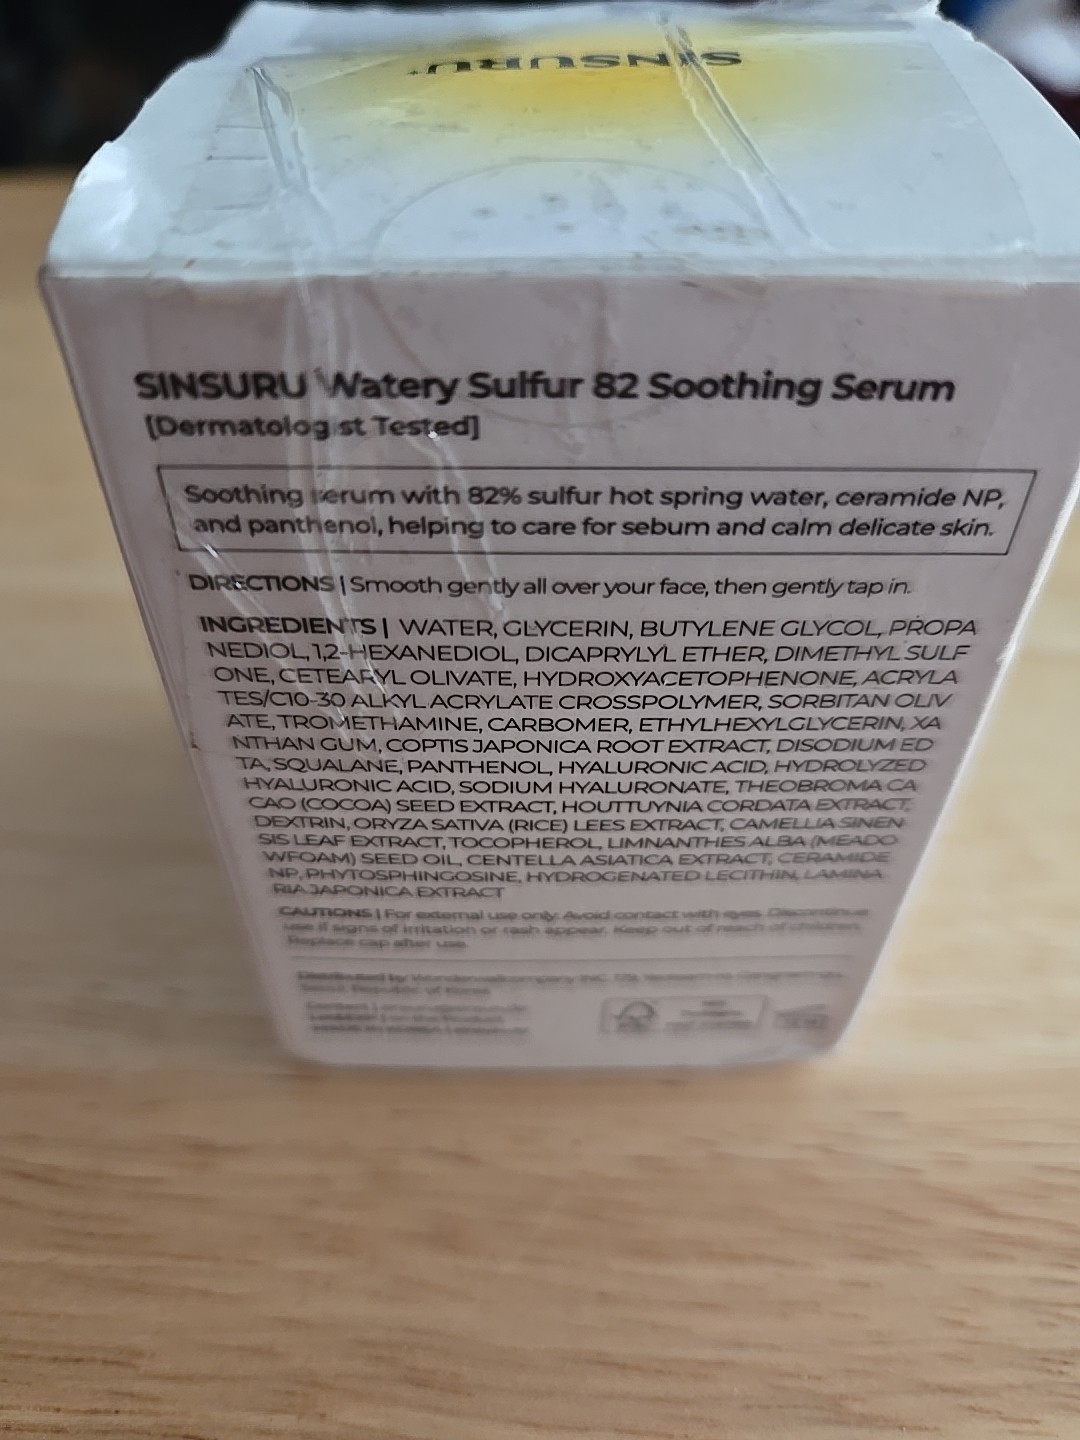 SINSURU
SINSURU Watery Sulfur 82 Soothing Serum
[Dermatologist Tested]
Soothing serum with 82% sulfur hot spring water, ceramide NP,
and panthenol, helping to care for sebum and calm delicate skin.
DIRECTIONS | Smooth gently all over your face, then gently tap in.
INGREDIENTS | WATER, GLYCERIN, BUTYLENE GLYCOL, PROPA
NEDIOL, 1,2-HEXANEDIOL, DICAPRYLYL ETHER, DIMETHYL SULF
ONE, CETEARYL OLIVATE, HYDROXYACETOPHENONE, ACRYLA
TES/C10-30 ALKYL ACRYLATE CROSSPOLYMER, SORBITAN OLIV
ATE, TROMETHAMINE, CARBOMER, ETHYLHEXYLGLYCERIN, XA
NTHAN GUM, COPTIS JAPONICA ROOT EXTRACT, DISODIUM ED
TA, SQUALANE, PANTHENOL, HYALURONIC ACID, HYDROLYZED
HYALURONIC ACID, SODIUM HYALURONATE, THEOBROMA CA
CAO (COCOA) SEED EXTRACT, HOUTTUYNIA CORDATA EXTRACT,
DEXTRIN, ORYZA SATIVA (RICE) LEES EXTRACT, CAMELLIA SINEN
SIS LEAF EXTRACT, TOCOPHEROL, LIMNANTHES ALBA (MEADO
WFOAM) SEED OIL, CENTELLA ASIATICA EXTRACT, CERAMIDE
NP, PHYTOSPHINGOSINE, HYDROGENATED LECITHIN, LAMINA
RIA JAPONICA EXTRACT
CAUTIONS | For external use only. Avoid contact with eyes. Discontinue
use if signs of irritation or rash appear. Keep out of reach of children.
Replace cap after use.
Distributed by
Seoul Republic of Korea